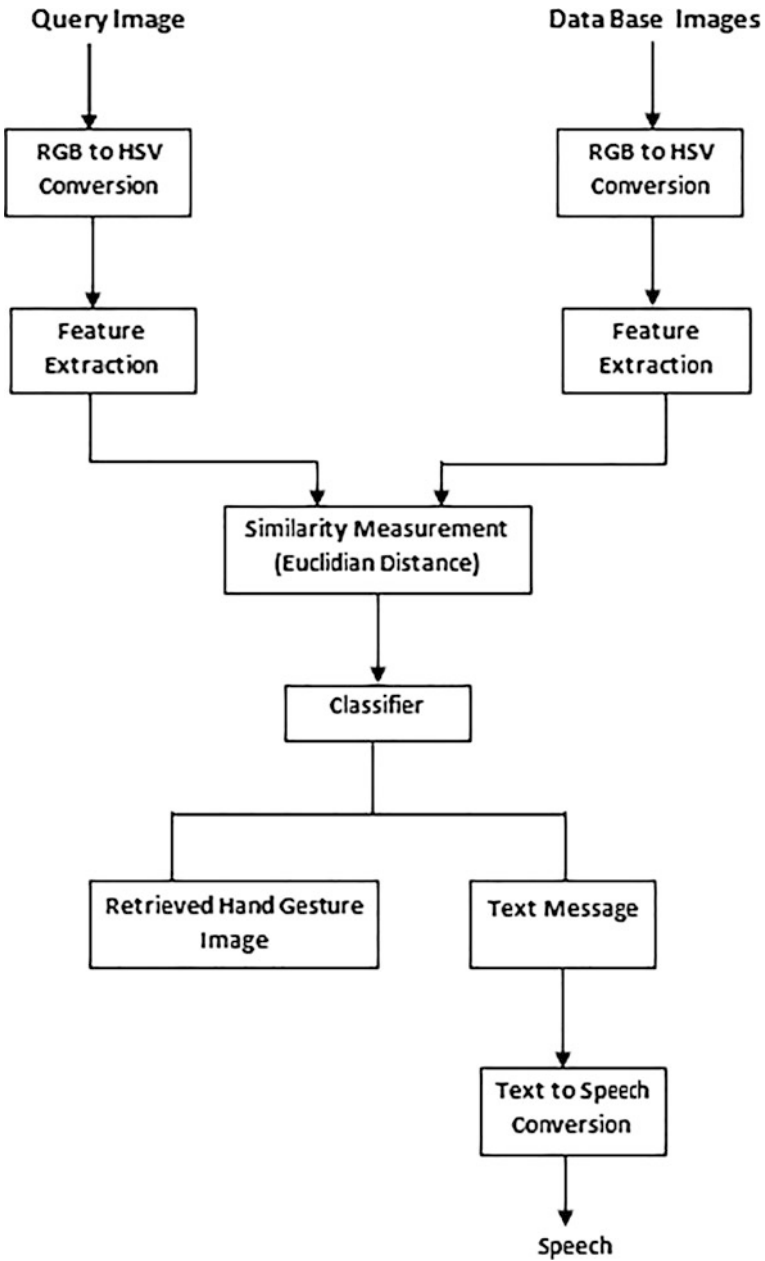 Query Image
Data Base Images
RGB to HSV
Conversion
RGB to HSV
Conversion
Feature
Extraction
Feature
Extraction
Similarity Measurement
(Euclidian Distance)
Classifier
Retrieved Hand Gesture
Image
Text Message
Text to Speech
Conversion
Speech